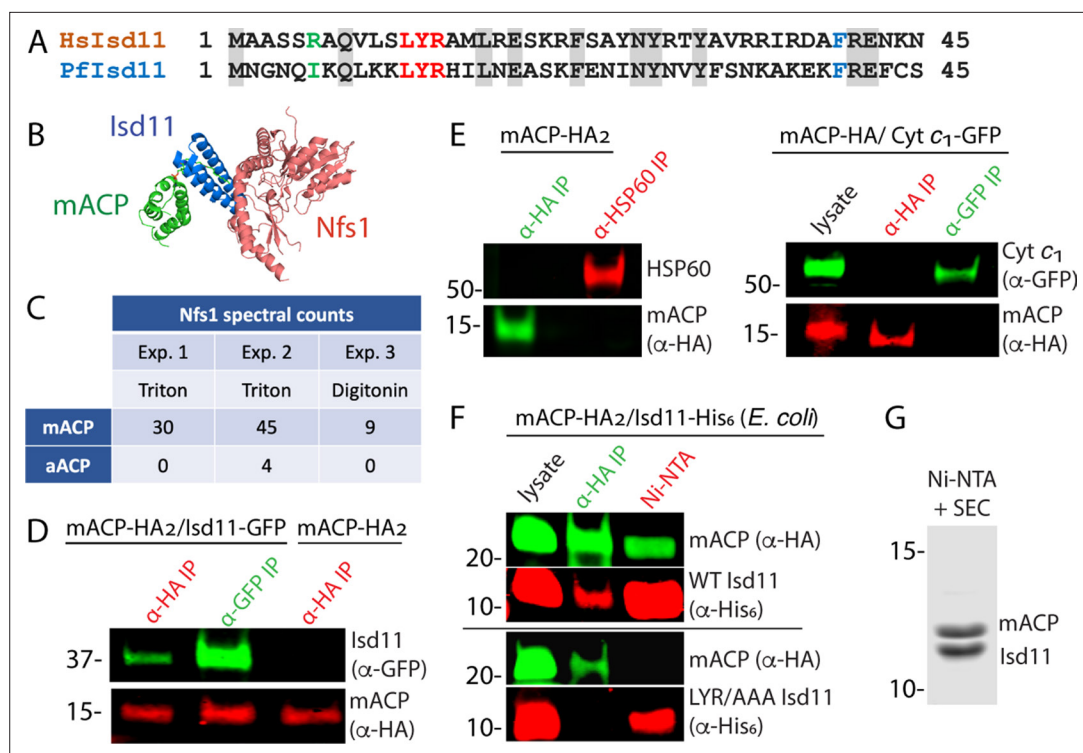 A
HsIsd11 1 MAASSRAQVLSLYRAMLRESKRFSAYNYRTYAVRRIRDAFRENKN 45
PfIsd11 1 MNGNQIKQLKKLYRHILNEASKFENINYNVYFSNKAKEKFREFCS 45
B
Isd11
mACP
Nfs1
C
Nfs1 spectral counts
Exp. 1 Exp. 2 Exp. 3
Triton Triton Digitonin
mACP 30 45 9
aACP 0 4 0
D
mACP-HA2/Isd11-GFP mACP-HA2
α-HA IP α-GFP IP α-HA IP
37- Isd11
(α-GFP)
15- mACP
(α-HA)
E
mACP-HA2
α-HA IP α-HSP60 IP
HSP60
50-
15- mACP
(α-HA)
mACP-HA/ Cyt c1-GFP
lysate α-HA IP α-GFP IP
Cyt c1
50- (α-GFP)
15- mACP
(α-HA)
F
mACP-HA2/Isd11-His6 (E. coli)
lysate α-HA IP Ni-NTA
20- mACP (α-HA)
WT Isd11
10- (α-His6)
20- mACP (α-HA)
LYR/AAA Isd11
10- (α-His6)
G
Ni-NTA
+ SEC
15-
mACP
Isd11
10-